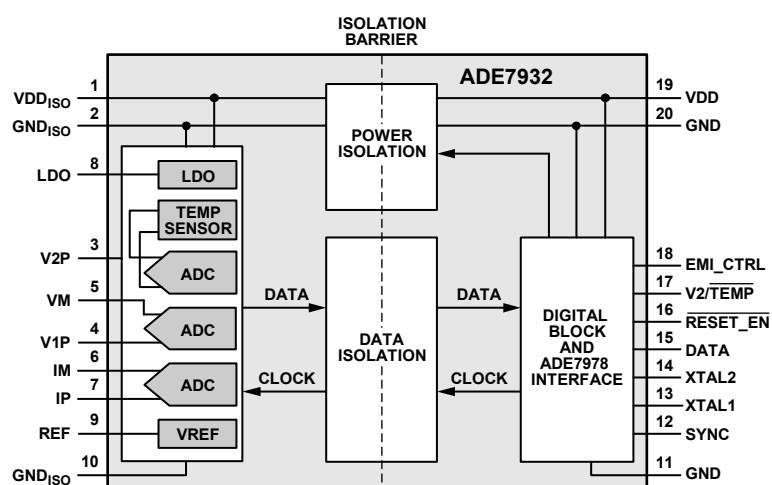 ISOLATION
BARRIER
ADE7932
1
VDDISO
2
GNDISO
8
LDO
3
V2P
5
VM
4
V1P
6
IM
7
IP
9
REF
10
GNDISO
LDO
TEMP
SENSOR
ADC
ADC
ADC
VREF
POWER
ISOLATION
DATA
DATA
DATA
ISOLATION
CLOCK
CLOCK
DIGITAL
BLOCK
AND
ADE7978
INTERFACE
19
VDD
20
GND
18
EMI_CTRL
17
V2/TEMP
16
RESET_EN
15
DATA
14
XTAL2
13
XTAL1
12
SYNC
11
GND